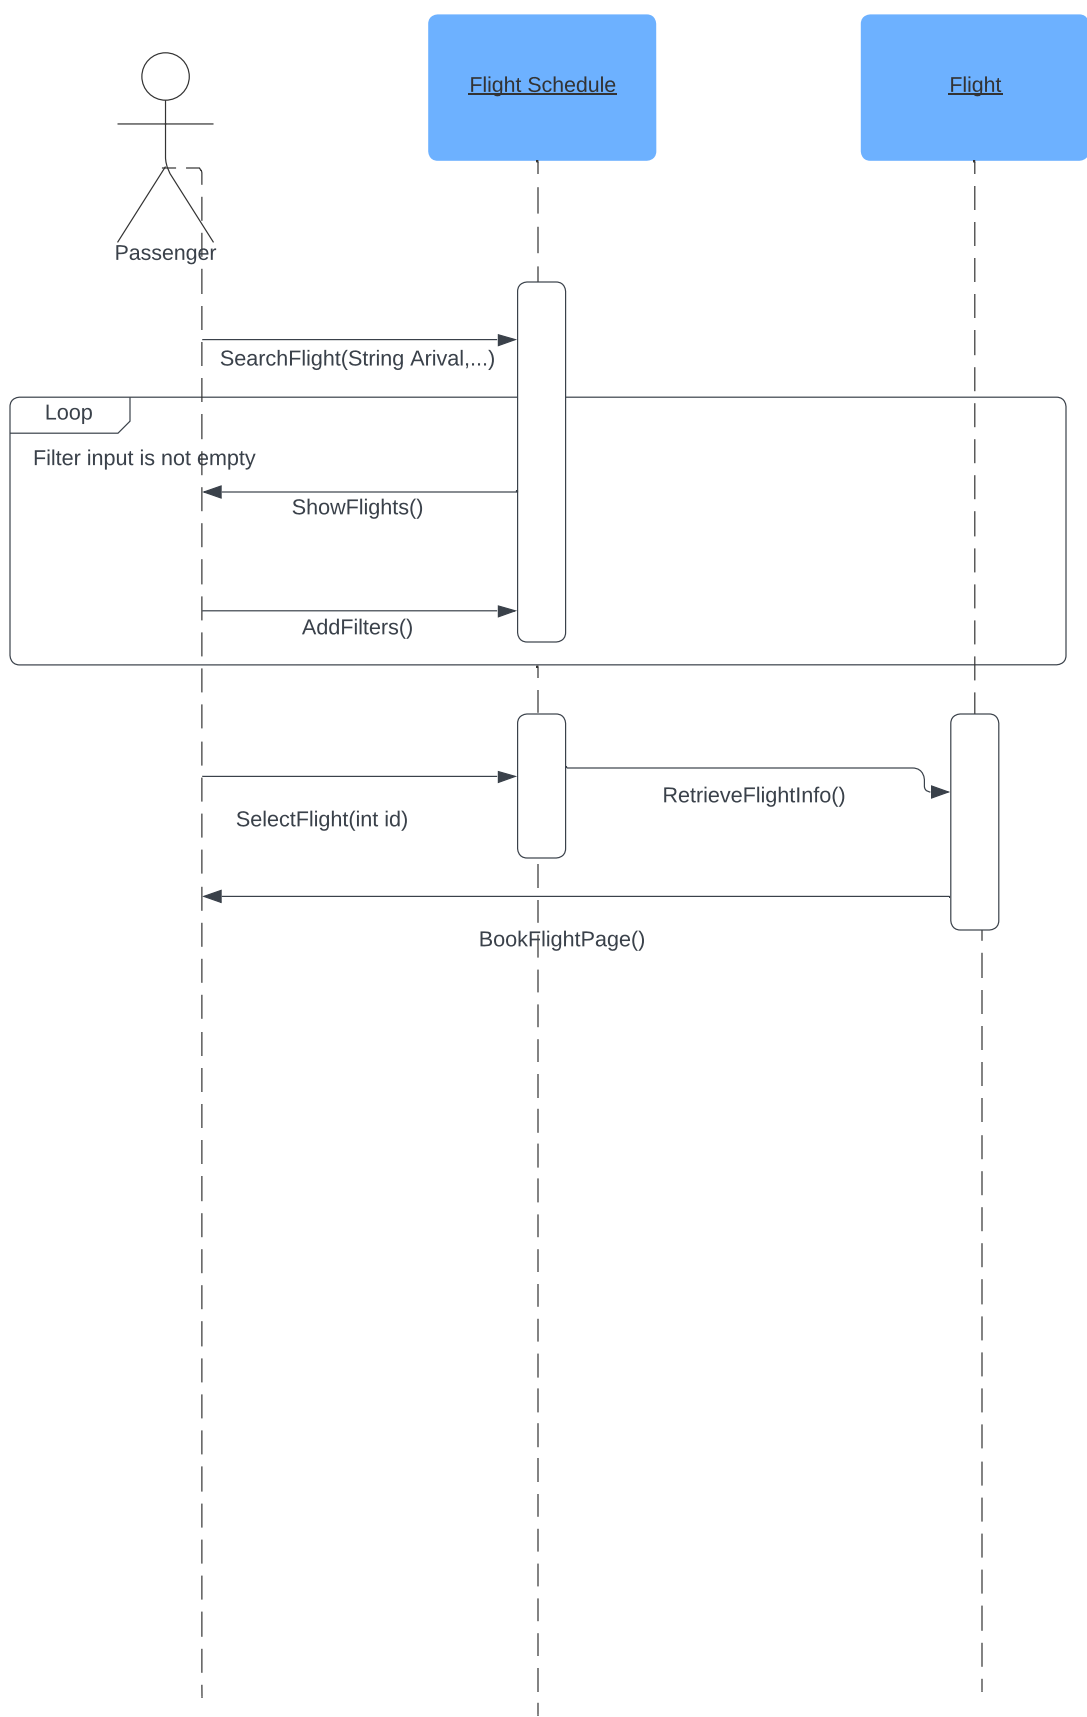 Flight Schedule
Flight
Passenger
SearchFlight(String Arival,...)
Loop
Filter input is not empty
ShowFlights()
AddFilters()
RetrieveFlightInfo()
SelectFlight(int id)
BookFlightPage()